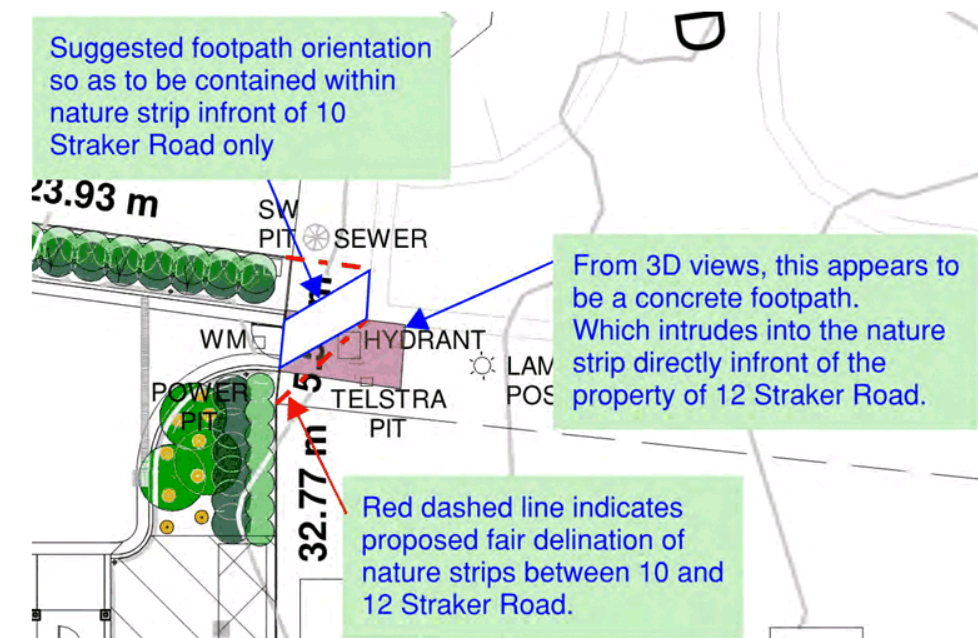 D
Suggested footpath orientation
so as to be contained within
nature strip infront of 10
Straker Road only
23.93 m
SW
PIT
SEWER
From 3D views, this appears to
be a concrete footpath.
Which intrudes into the nature
strip directly infront of the
property of 12 Straker Road.
WM
HYDRANT
LAM
POS
POWER
PIT
TELSTRA
PIT
32.77 m
Red dashed line indicates
proposed fair delination of
nature strips between 10 and
12 Straker Road.